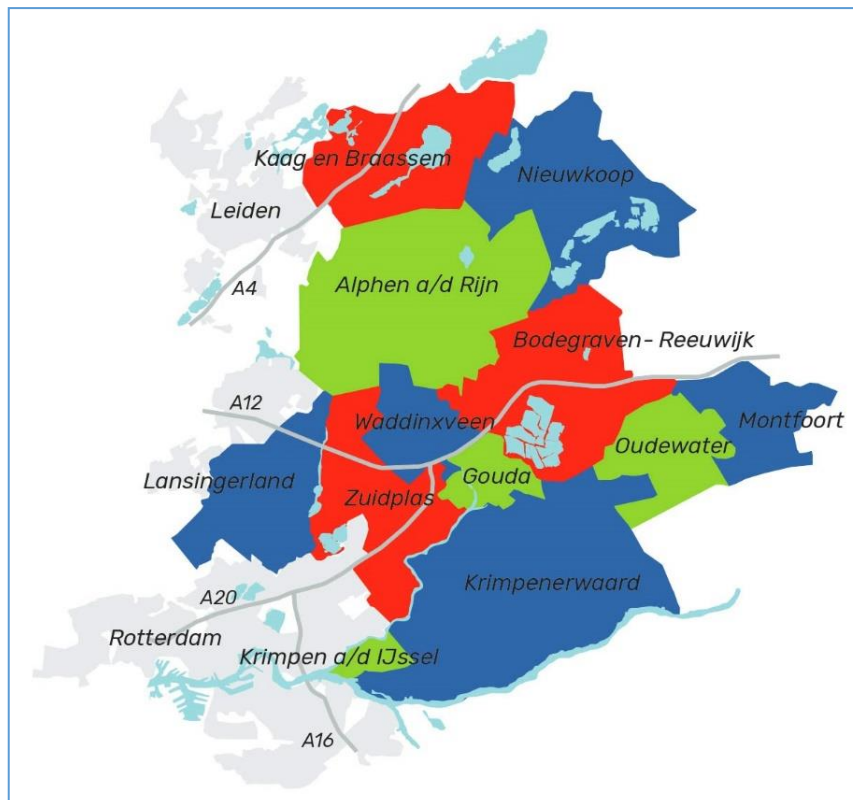 Kaag en Braassem
Nieuwkoop
Leiden
A4
Alphen a/d Rijn
Bodegraven- Reeuwijk
A12
Waddinxveen
Montfoort
Oudewater
Lansingerland
Gouda
Zuidplas
Krimpenerwaard
A20
Rotterdam
Krimpen a/d IJssel
A16